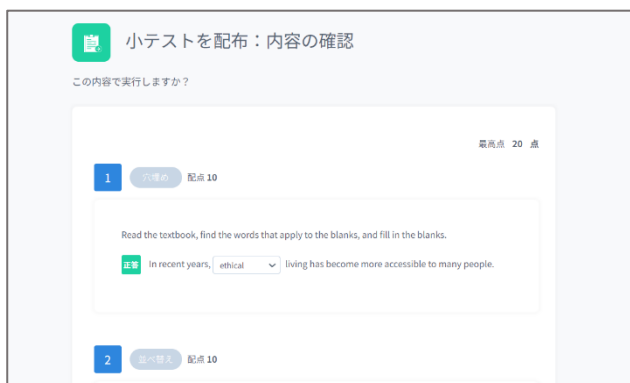 小テストを配布：内容の確認
この内容で実行しますか？
最高点 20 点
1 穴埋め 配点 10
Read the textbook, find the words that apply to the blanks, and fill in the blanks.
正答 In recent years, ethical living has become more accessible to many people.
2 並べ替え 配点 10